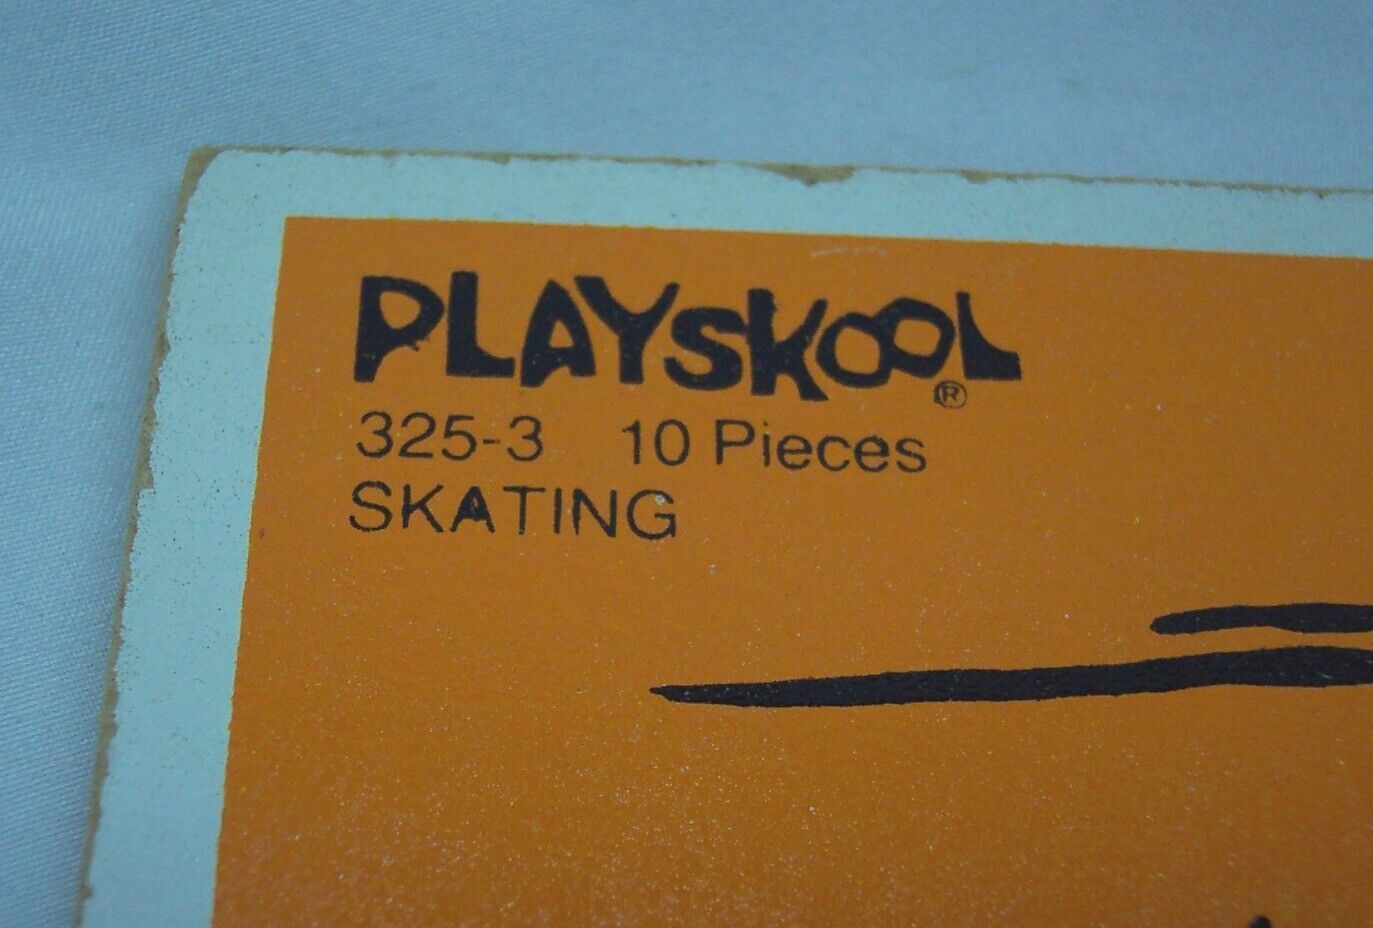 PLAYSKOOL®
325-3 10 Pieces
SKATING